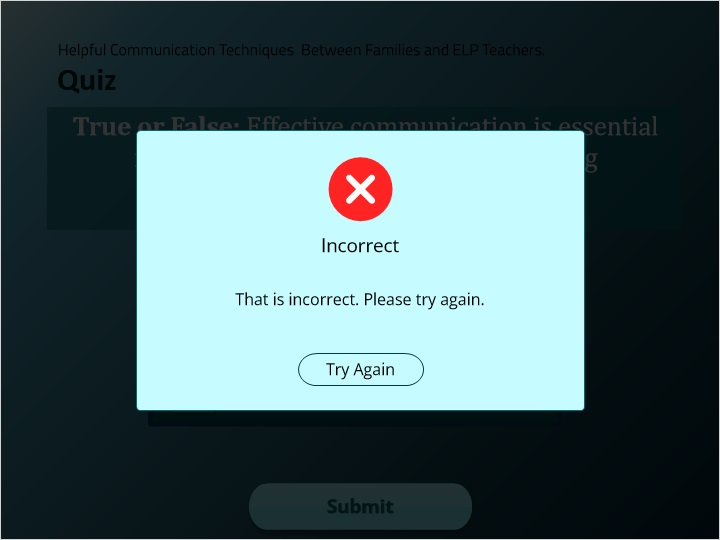 Helpful Communication Techniques Between Families and ELP Teachers.
Quiz
True or False: Effective communication is essential
Incorrect
That is incorrect. Please try again.
Try Again
Submit